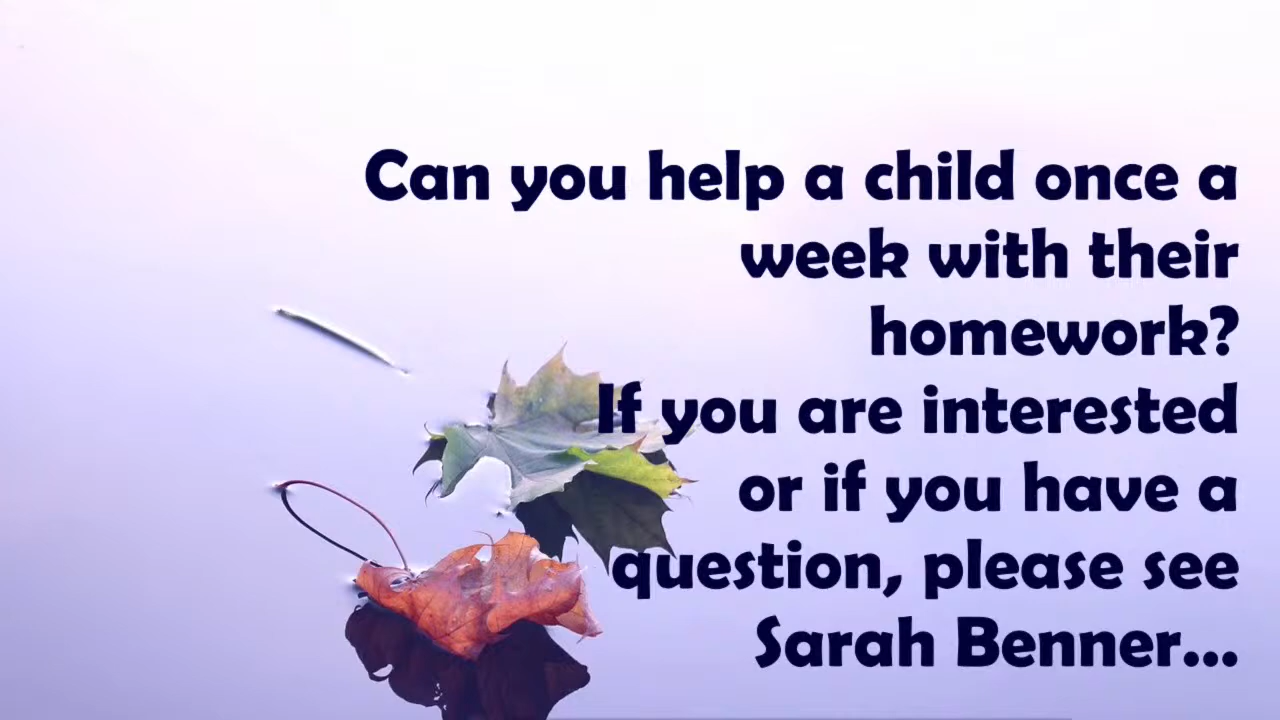 Can you help a child once a
week with their
homework?
If you are interested
or if you have a
question, please see
Sarah Benner...